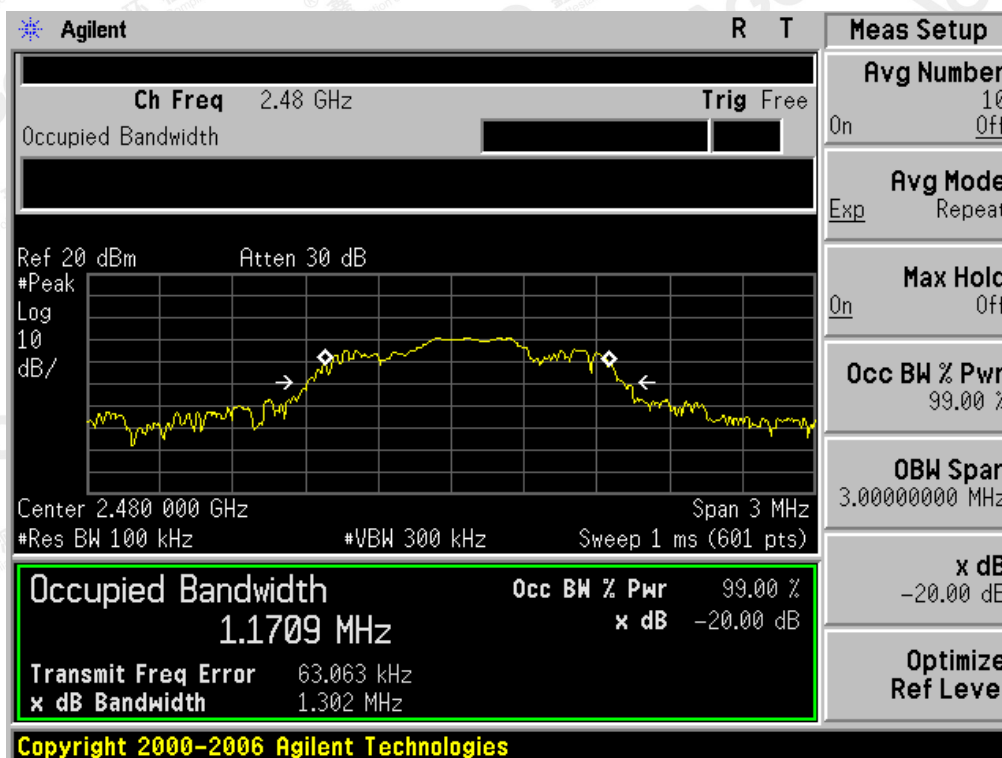 Agilent R T
Ch Freq 2.48 GHz Trig Free
Occupied Bandwidth
Ref 20 dBm Atten 30 dB
#Peak
Log
10
dB/
Center 2.480 000 GHz Span 3 MHz
#Res BW 100 kHz #VBW 300 kHz Sweep 1 ms (601 pts)
Occupied Bandwidth Occ BW % Pwr 99.00 %
1.1709 MHz x dB -20.00 dB
Transmit Freq Error 63.063 kHz
x dB Bandwidth 1.302 MHz
Copyright 2000-2006 Agilent Technologies
Meas Setup
Avg Number
10
On Off
Avg Mode
Exp Repeat
Max Hold
On Off
Occ BW % Pwr
99.00 %
OBW Span
3.00000000 MHz
x dB
-20.00 dB
Optimize
Ref Level